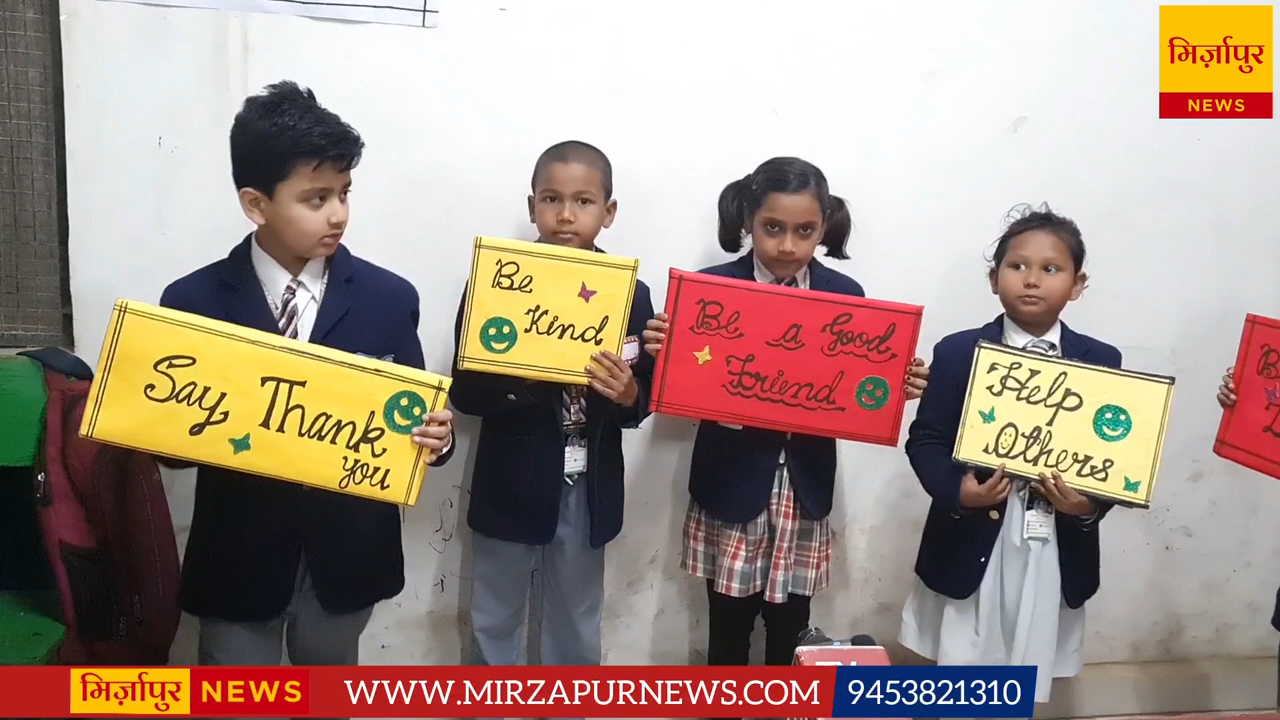 मिर्ज़ापुर
NEWS
Say Thank
you
Be
Kind
Be a Good
Friend
Help
Others
मिर्ज़ापुर NEWS
WWW.MIRZAPURNEWS.COM
9453821310